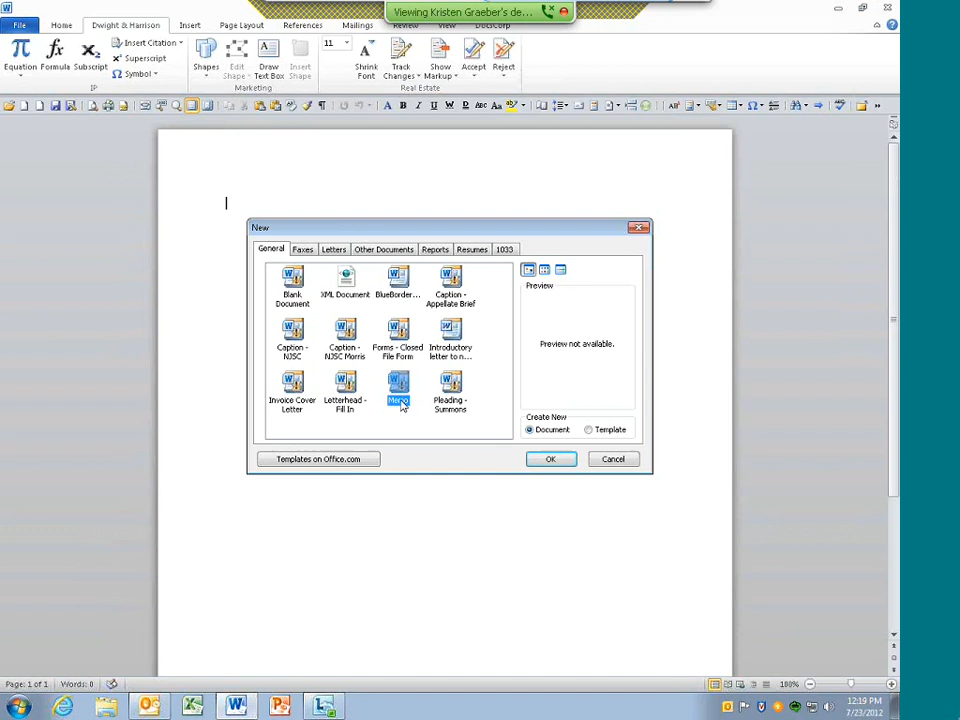 Viewing Kristen Graeber's de...
File Home Dwight & Harrison Insert Page Layout References Mailings Review View DocsCorp
Equation Formula Subscript Insert Citation Shapes Edit Shape Draw Text Box Insert Shape 11 Shrink Font Track Changes Show Markup Accept Reject
Superscript
Symbol
IP Marketing Real Estate
New
General Faxes Letters Other Documents Reports Resumes 1033
Blank Document XML Document BlueBorder... Caption - Appellate Brief
Preview
Preview not available.
Caption - NJSC Caption - NJSC Morris Forms - Closed File Form Introductory letter to n...
Invoice Cover Letter Letterhead - Fill In Memo Pleading - Summons
Create New
Document Template
Templates on Office.com OK Cancel
Page: 1 of 1 Words: 0
12:19 PM
7/23/2012